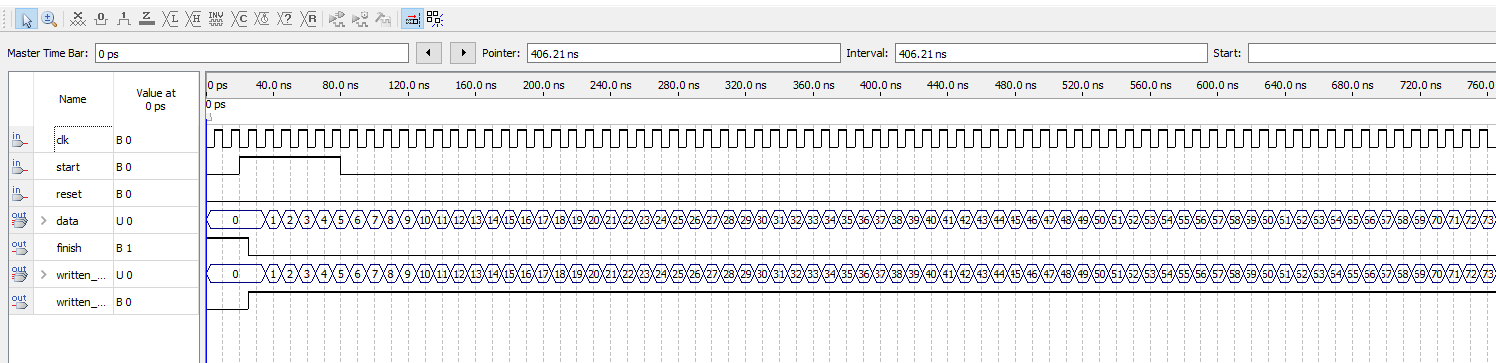 INV
Master Time Bar: 0 ps Pointer: 406.21 ns Interval: 406.21 ns Start:
Name Value at 0 ps 0 ps 40.0 ns 80.0 ns 120.0 ns 160.0 ns 200.0 ns 240.0 ns 280.0 ns 320.0 ns 360.0 ns 400.0 ns 440.0 ns 480.0 ns 520.0 ns 560.0 ns 600.0 ns 640.0 ns 680.0 ns 720.0 ns 760.0
0 ps
in clk B 0
in start B 0
in reset B 0
out > data U 0 0 1 2 3 4 5 6 7 8 9 10 11 12 13 14 15 16 17 18 19 20 21 22 23 24 25 26 27 28 29 30 31 32 33 34 35 36 37 38 39 40 41 42 43 44 45 46 47 48 49 50 51 52 53 54 55 56 57 58 59 60 61 62 63 64 65 66 67 68 69 70 71 72 73
out finish B 1
out > written_... U 0 0 1 2 3 4 5 6 7 8 9 10 11 12 13 14 15 16 17 18 19 20 21 22 23 24 25 26 27 28 29 30 31 32 33 34 35 36 37 38 39 40 41 42 43 44 45 46 47 48 49 50 51 52 53 54 55 56 57 58 59 60 61 62 63 64 65 66 67 68 69 70 71 72 73
out written_... B 0